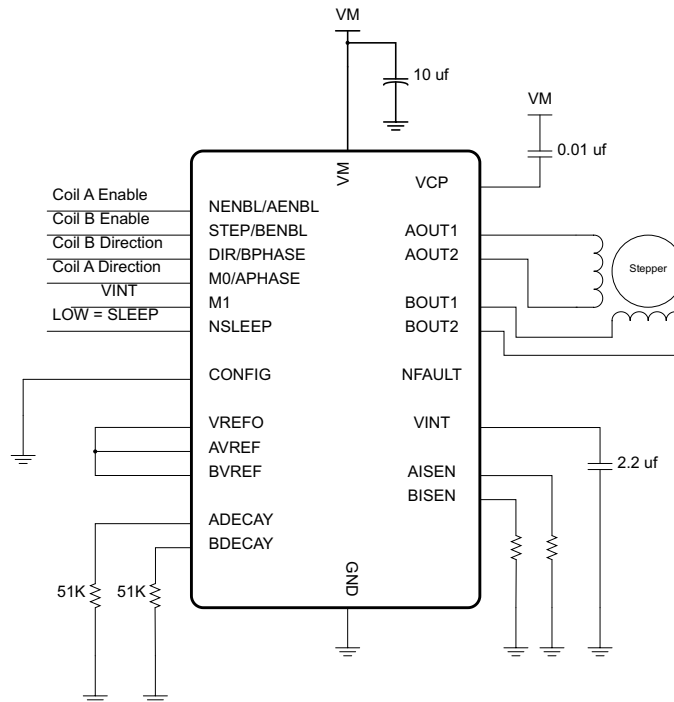 VM
10 uf
VM
0.01 uf
VM
VCP
Coil A Enable
NENBL/AENBL
Coil B Enable
STEP/BENBL
AOUT1
Coil B Direction
DIR/BPHASE
AOUT2
Stepper
Coil A Direction
M0/APHASE
VINT
M1
BOUT1
LOW = SLEEP
NSLEEP
BOUT2
CONFIG
NFAULT
VREFO
VINT
AVREF
BVREF
AISEN
2.2 uf
BISEN
ADECAY
BDECAY
51K
51K
GND